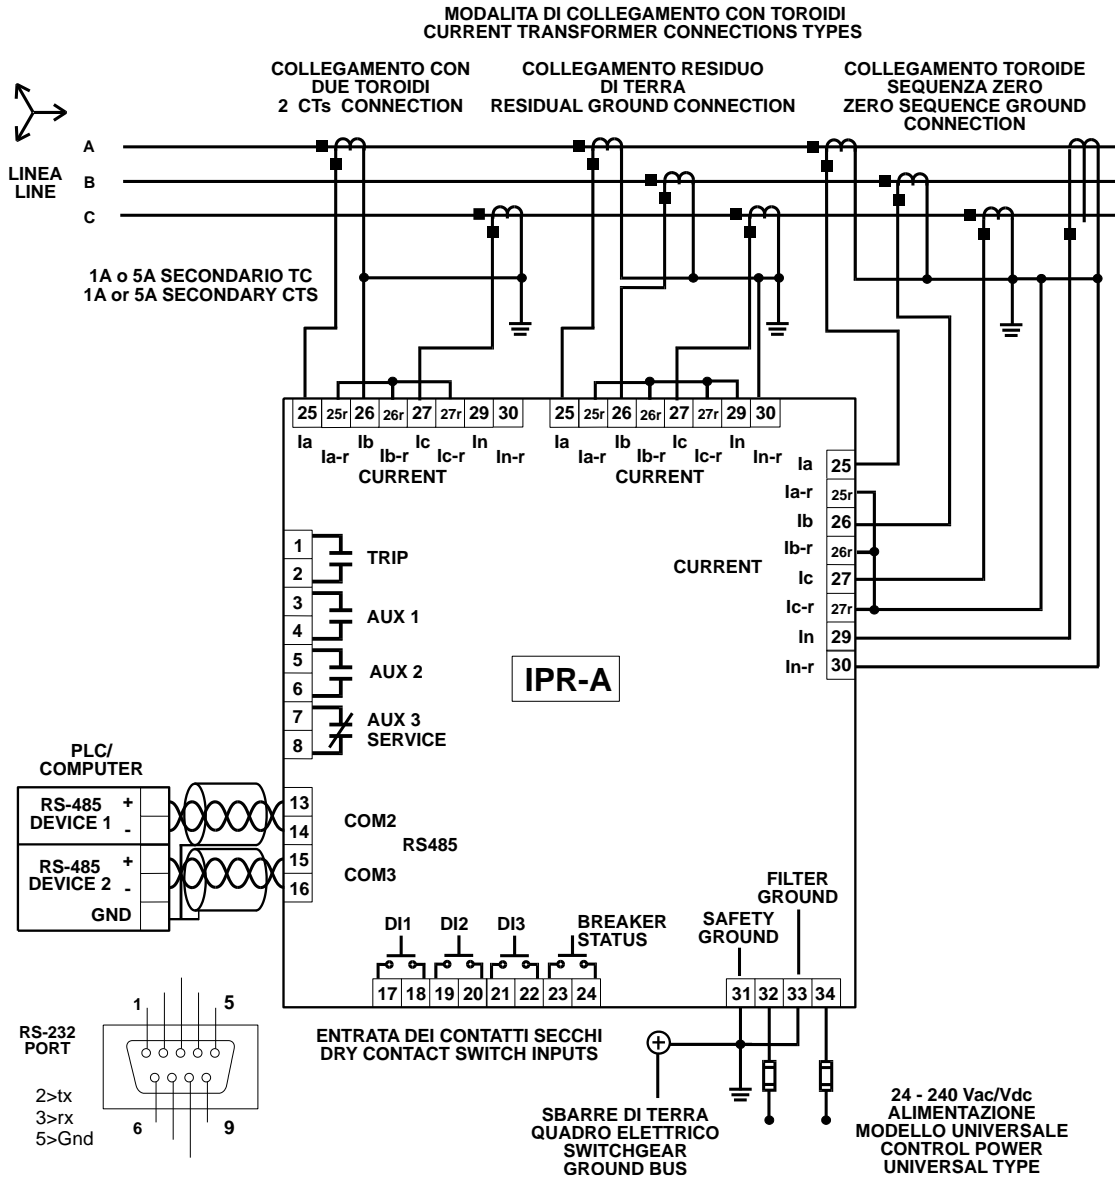 MODALITA DI COLLEGAMENTO CON TOROIDI
CURRENT TRANSFORMER CONNECTIONS TYPES
COLLEGAMENTO CON
DUE TOROIDI
2 CTs CONNECTION
COLLEGAMENTO RESIDUO
DI TERRA
RESIDUAL GROUND CONNECTION
COLLEGAMENTO TOROIDE
SEQUENZA ZERO
ZERO SEQUENCE GROUND
CONNECTION
LINEA
LINE
A
B
C
1A o 5A SECONDARIO TC
1A or 5A SECONDARY CTS
25 25r 26 26r 27 27r 29 30
Ia Ib Ic In
Ia-r Ib-r Ic-r In-r
CURRENT
25 25r 26 26r 27 27r 29 30
Ia Ib Ic In
Ia-r Ib-r Ic-r In-r
CURRENT
Ia 25
Ia-r 25r
Ib 26
Ib-r 26r
Ic 27
Ic-r 27r
In 29
In-r 30
CURRENT
1
2
TRIP
3
4
AUX 1
5
6
AUX 2
7
8
AUX 3
SERVICE
IPR-A
PLC/
COMPUTER
RS-485 +
DEVICE 1 -
RS-485 +
DEVICE 2 -
GND
13
14
15
16
COM2
RS485
COM3
DI1 DI2 DI3 BREAKER
STATUS
17 18 19 20 21 22 23 24
SAFETY
GROUND
FILTER
GROUND
31 32 33 34
ENTRATA DEI CONTATTI SECCHI
DRY CONTACT SWITCH INPUTS
RS-232
PORT
1 5
6 9
2>tx
3>rx
5>Gnd
+
SBARRE DI TERRA
QUADRO ELETTRICO
SWITCHGEAR
GROUND BUS
24 - 240 Vac/Vdc
ALIMENTAZIONE
MODELLO UNIVERSALE
CONTROL POWER
UNIVERSAL TYPE